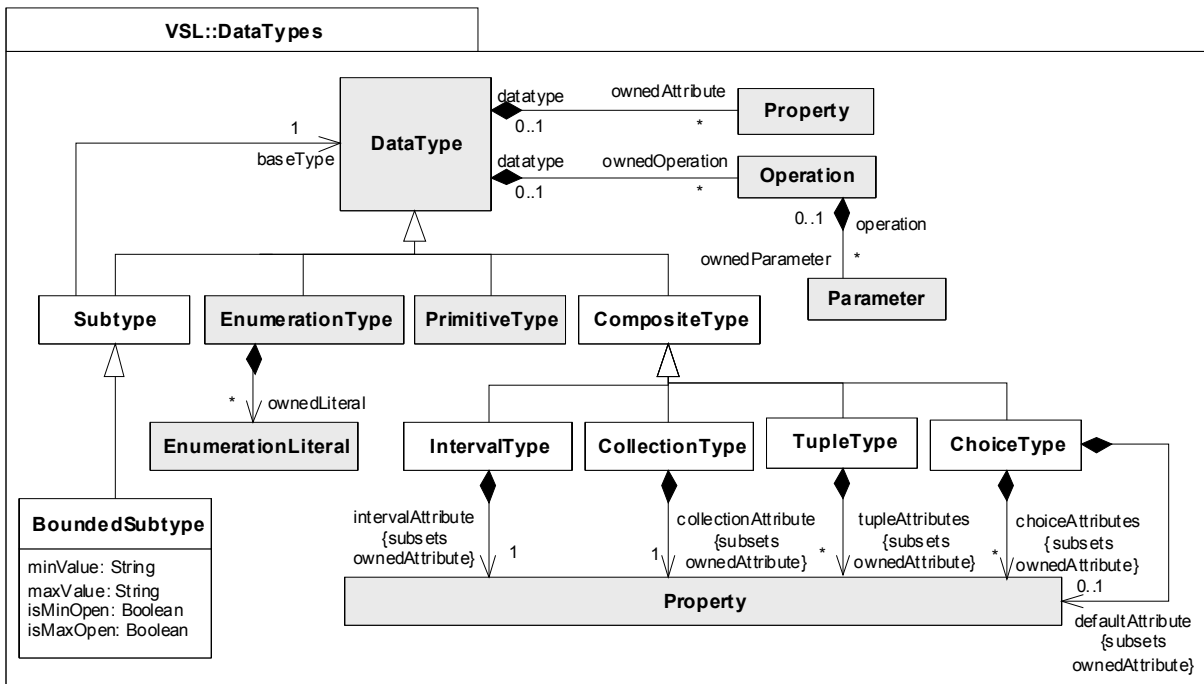 VSL::DataTypes
datatype
ownedAttribute
0..1
*
Property
1
baseType
DataType
datatype
ownedOperation
0..1
*
Operation
0..1
operation
ownedParameter
*
Parameter
Subtype
EnumerationType
PrimitiveType
CompositeType
*
ownedLiteral
EnumerationLiteral
IntervalType
CollectionType
TupleType
ChoiceType
BoundedSubtype
minValue: String
maxValue: String
isMinOpen: Boolean
isMaxOpen: Boolean
intervalAttribute
{subsets
ownedAttribute}
1
collectionAttribute
{subsets
ownedAttribute}
1
tupleAttributes
{subsets
ownedAttribute}
*
choiceAttributes
{ subsets
ownedAttribute}
*
0..1
Property
defaultAttribute
{subsets
ownedAttribute}